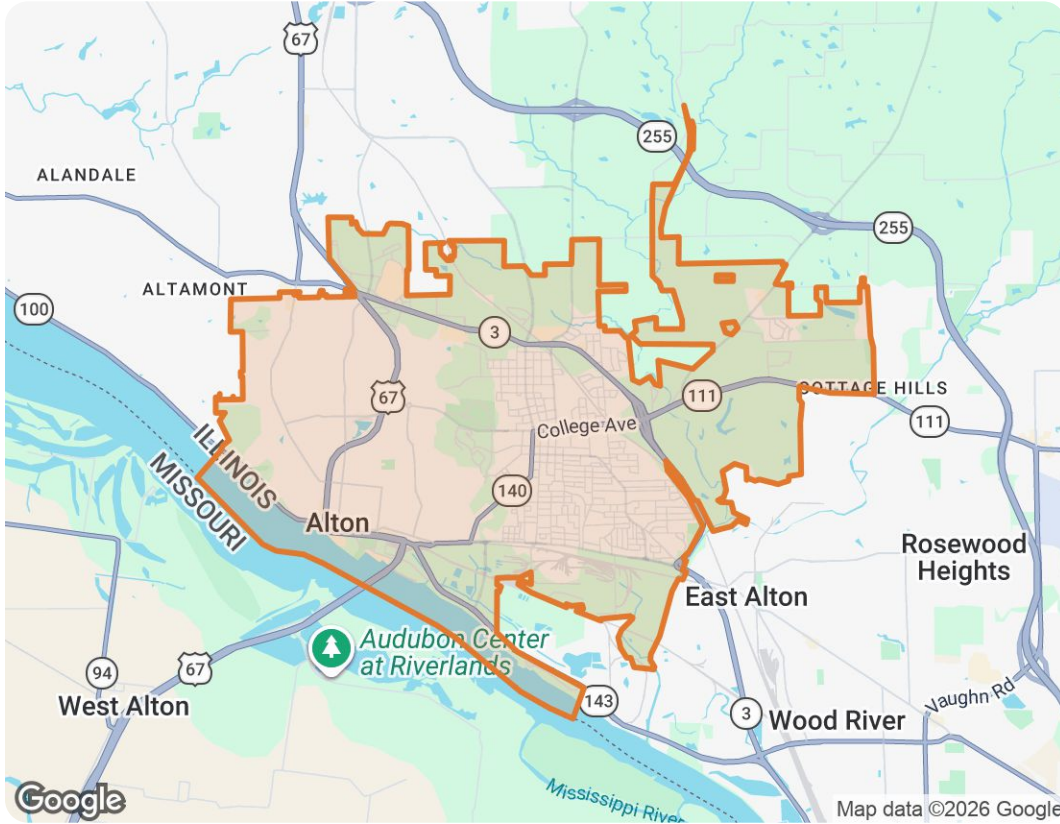 67
255
ALANDALE
255
ALTAMONT
100
3
67
COTTAGE HILLS
111
111
College Ave
ILLINOIS
MISSOURI
140
Alton
Rosewood
Heights
East Alton
Audubon Center
at Riverlands
94
67
West Alton
143
Vaughn Rd
3
Wood River
Mississippi River
Google
Map data ©2026 Google